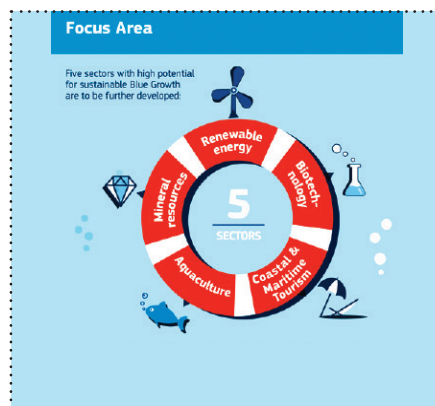 Focus Area
Five sectors with high potential
for sustainable Blue Growth
are to be further developed:
Renewable
energy
Biotech-
nology
Coastal &
Maritime
Tourism
Aquaculture
Mineral
resources
5
SECTORS